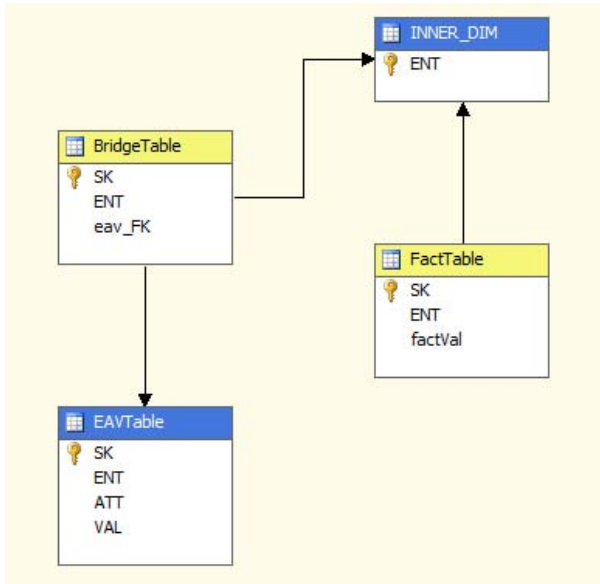 INNER_DIM
ENT
BridgeTable
SK
ENT
eav_FK
FactTable
SK
ENT
factVal
EAVTable
SK
ENT
ATT
VAL